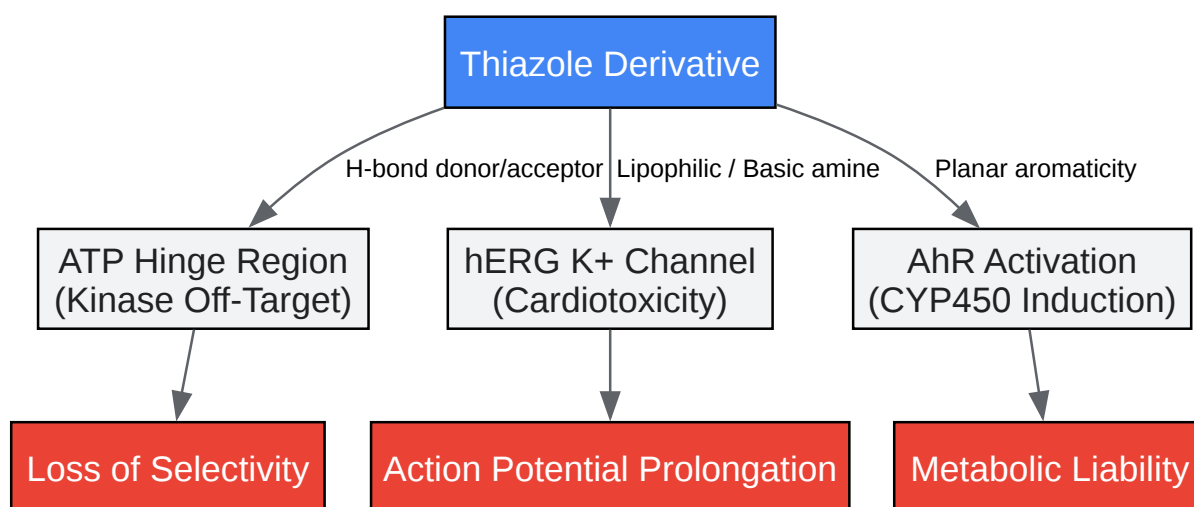 Thiazole Derivative
H-bond donor/acceptor
Lipophilic / Basic amine
Planar aromaticity
ATP Hinge Region
(Kinase Off-Target)
hERG K+ Channel
(Cardiotoxicity)
AhR Activation
(CYP450 Induction)
Loss of Selectivity
Action Potential Prolongation
Metabolic Liability